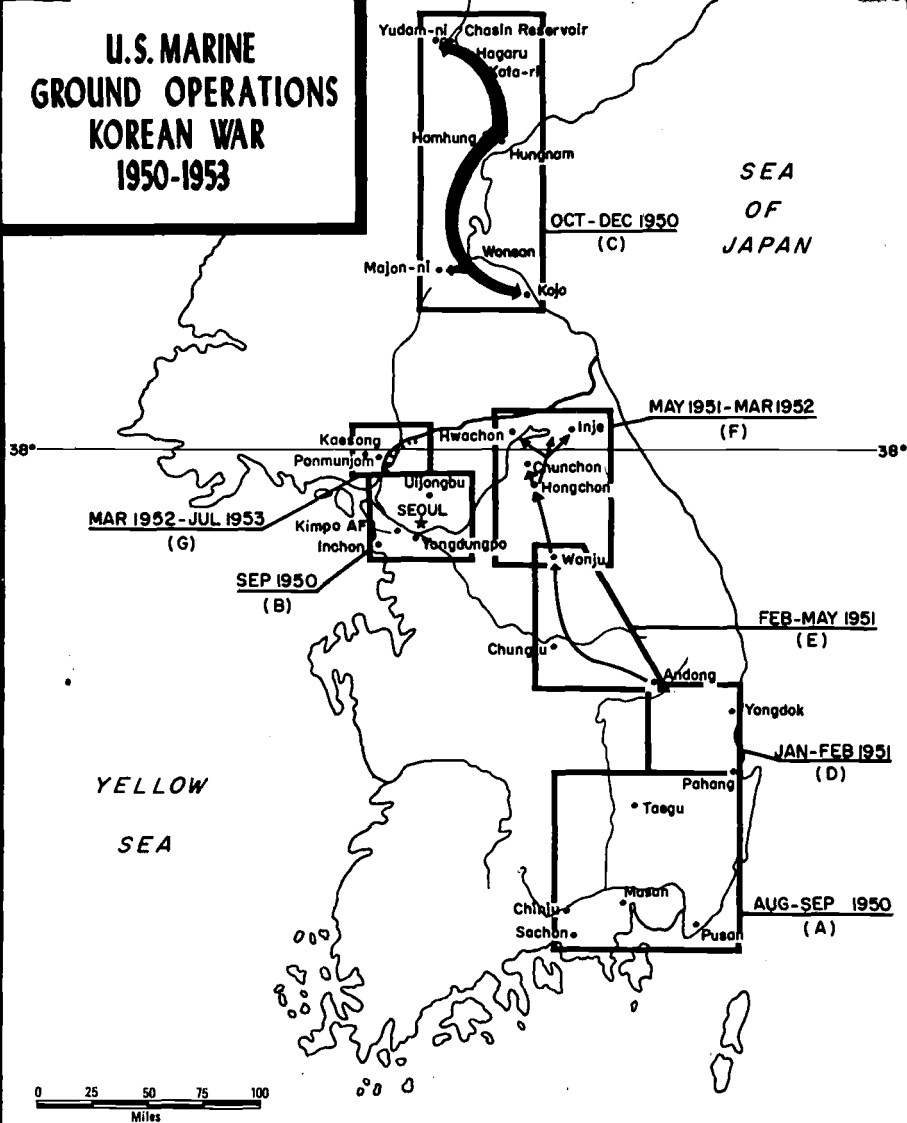 U.S. MARINE
GROUND OPERATIONS
KOREAN WAR
1950-1953
Yudam-ni
Chosin Reservoir
Hagaru
Kota-ri
Hamhung
Hungnam
SEA
OF
JAPAN
OCT-DEC 1950
(C)
Wonsan
Majon-ni
Kojo
MAY 1951-MAR 1952
(F)
Hwachon
Inje
38°
38°
Kaesong
Panmunjom
Chunchon
Uijongbu
Hongchon
SEOUL
MAR 1952-JUL 1953
(G)
Kimpo AF
Inchon
Yongdungpo
Wonju
SEP 1950
(B)
FEB-MAY 1951
(E)
Chungju
Andong
Yongdok
JAN-FEB 1951
(D)
Pohang
YELLOW
SEA
Taegu
Masan
Chinju
AUG-SEP 1950
(A)
Sachon
Pusan
0 25 50 75 100
Miles